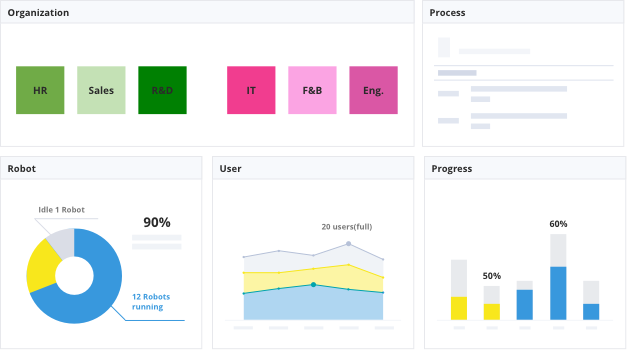 Organization
Process
HR
Sales
R&D
IT
F&B
Eng.
Robot
User
Progress
Idle 1 Robot
90%
12 Robots
running
20 users(full)
50%
60%